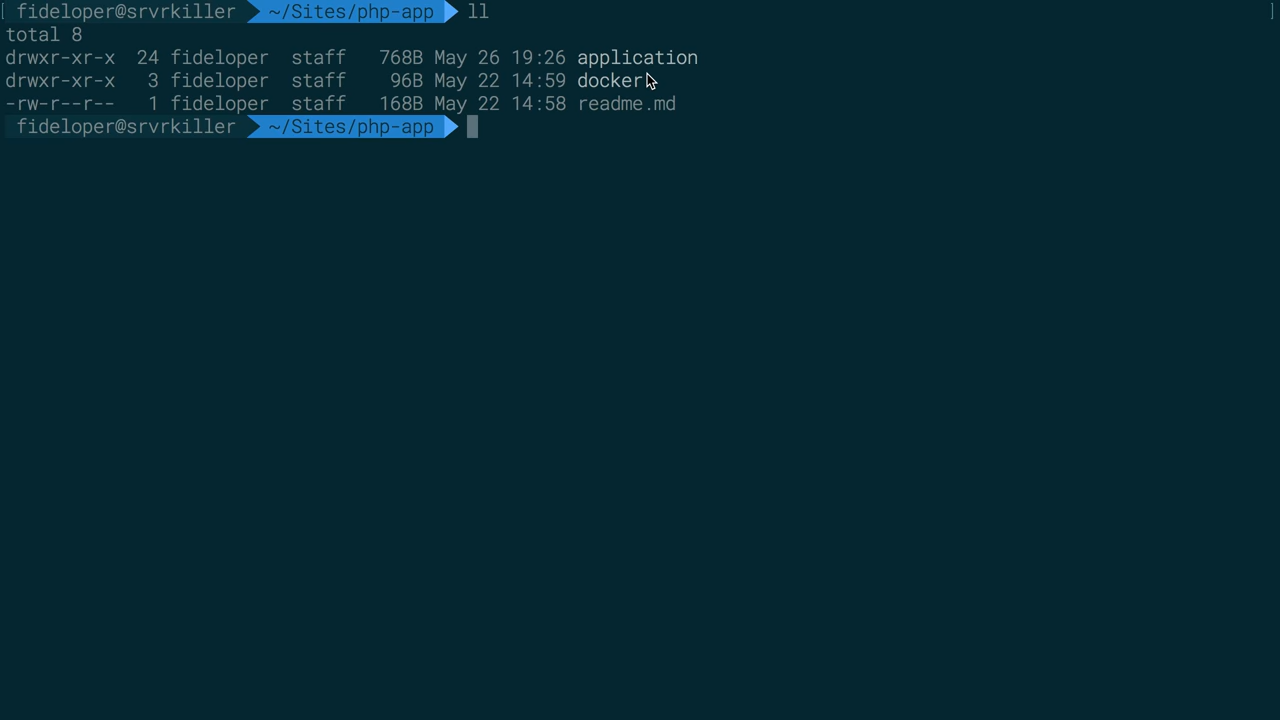 fideloper@srvrkiller ~/Sites/php-app ll
total 8
drwxr-xr-x 24 fideloper staff 768B May 26 19:26 application
drwxr-xr-x 3 fideloper staff 96B May 22 14:59 docker
-rw-r--r-- 1 fideloper staff 168B May 22 14:58 readme.md
fideloper@srvrkiller ~/Sites/php-app